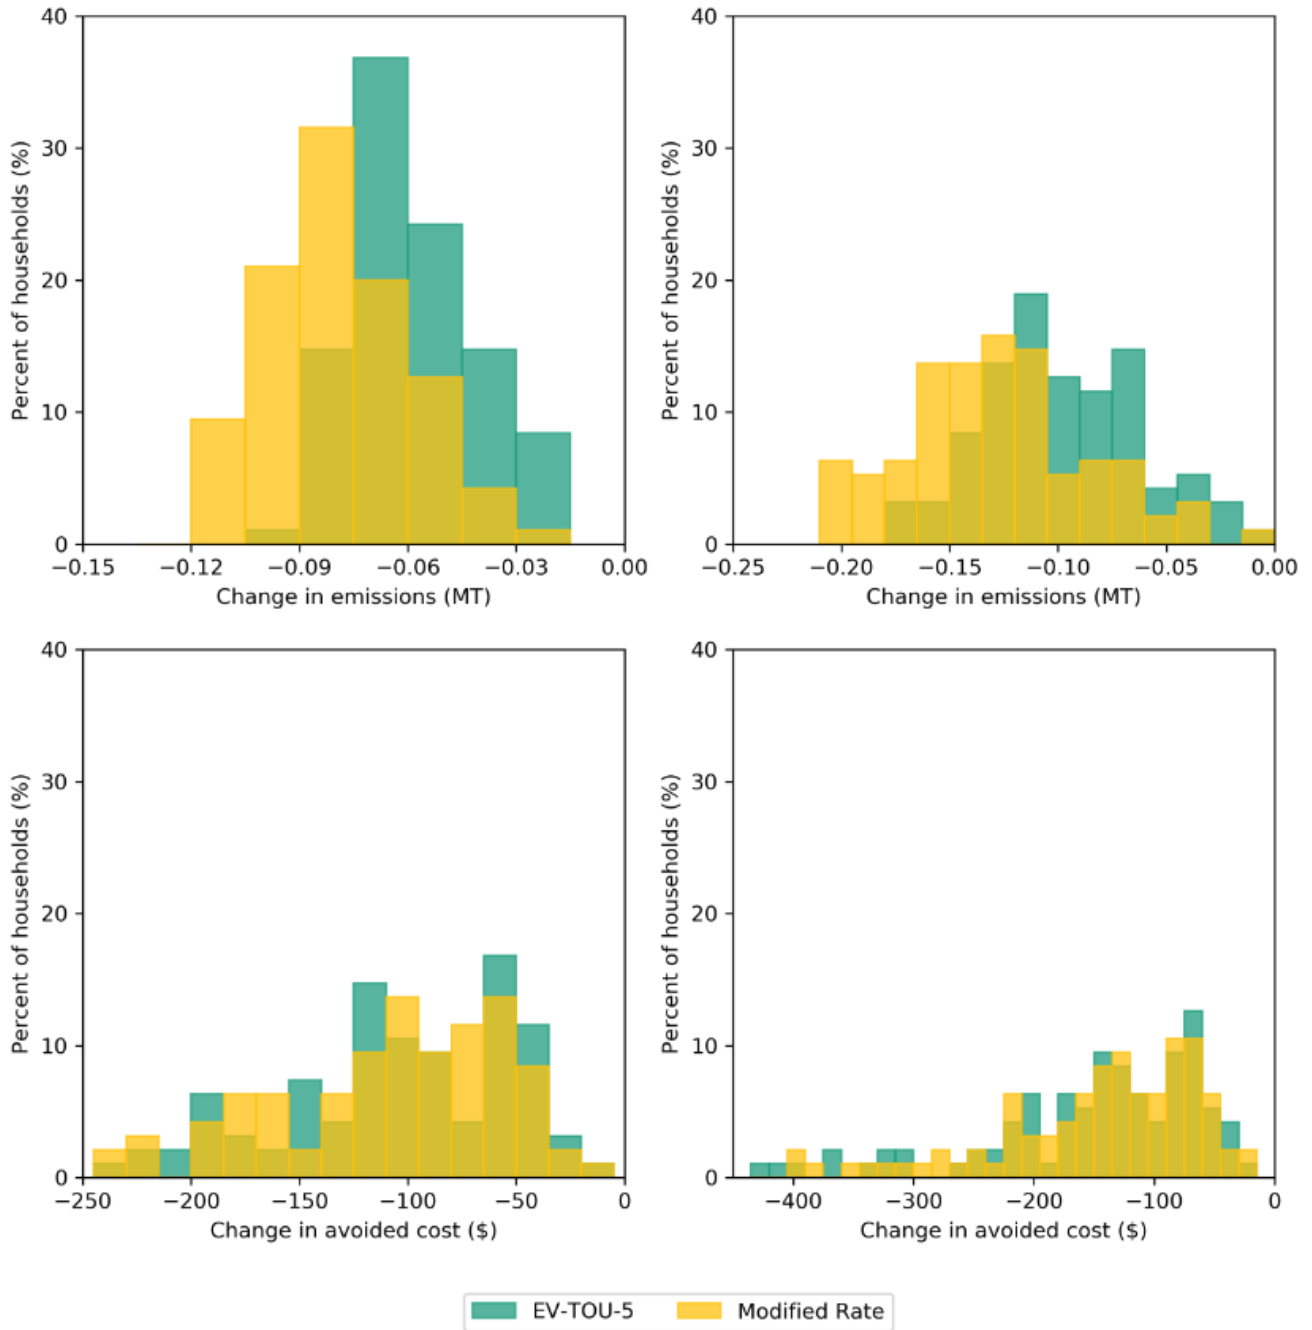 40
30
20
10
0
Percent of households (%)
−0.15 −0.12 −0.09 −0.06 −0.03 0.00
Change in emissions (MT)
40
30
20
10
0
Percent of households (%)
−0.25 −0.20 −0.15 −0.10 −0.05 0.00
Change in emissions (MT)
40
30
20
10
0
Percent of households (%)
−250 −200 −150 −100 −50 0
Change in avoided cost ($)
40
30
20
10
0
Percent of households (%)
−400 −300 −200 −100 0
Change in avoided cost ($)
EV-TOU-5 Modified Rate